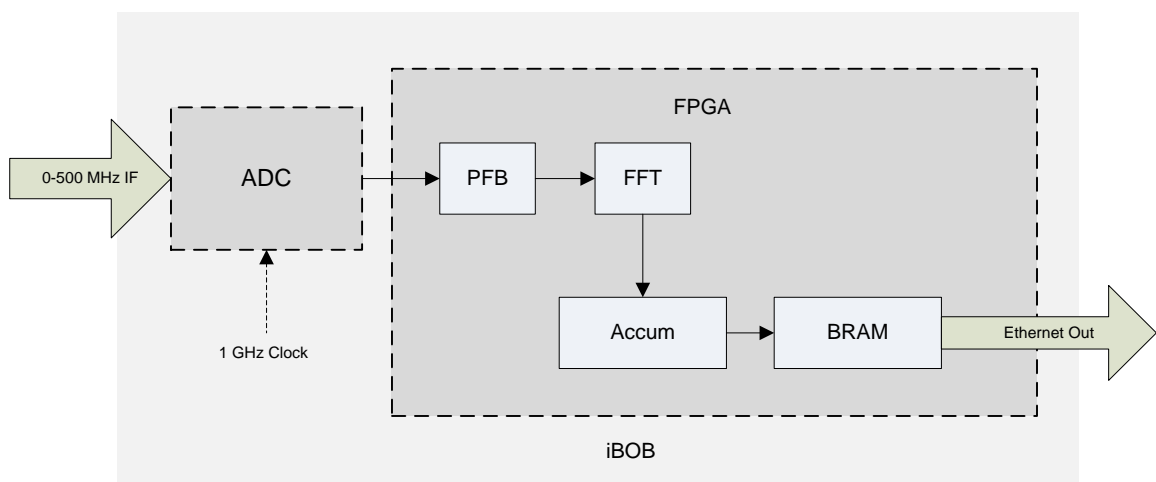 FPGA
0-500 MHz IF
ADC
PFB
FFT
1 GHz Clock
Accum
BRAM
Ethernet Out
iBOB